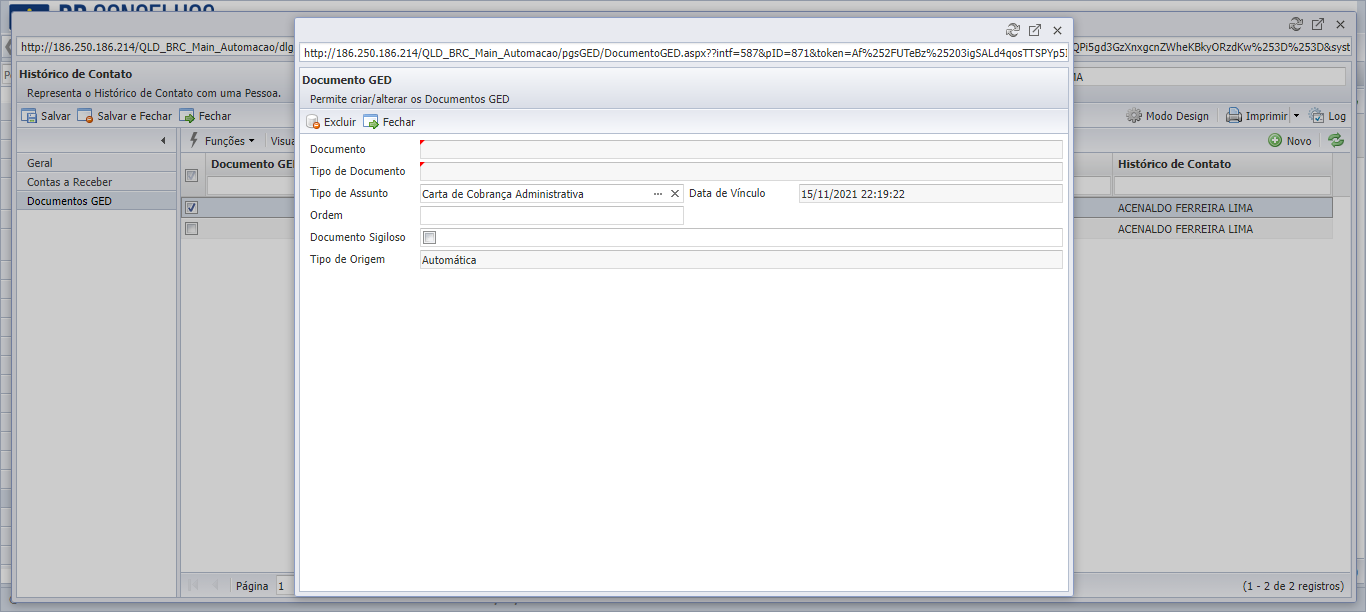 BR CONSELHOS
http://186.250.186.214/QLD_BRC_Main_Automacao/dlg
QPi5gd3GzXnxgcnZWheKBkyORzdKw%253D%253D&syst
Histórico de Contato
Representa o Histórico de Contato com uma Pessoa.
MA
Salvar Salvar e Fechar Fechar
Modo Design Imprimir Log
Funções Visua
Novo
Geral
Contas a Receber
Documentos GED
Documento GE
Histórico de Contato
ACENALDO FERREIRA LIMA
ACENALDO FERREIRA LIMA
Página 1
(1 - 2 de 2 registros)
http://186.250.186.214/QLD_BRC_Main_Automacao/pgsGED/DocumentoGED.aspx??intf=587&pID=871&token=Af%252FUTeBz%25203igSALd4qosTTSPYp5I
Documento GED
Permite criar/alterar os Documentos GED
Excluir Fechar
Documento
Tipo de Documento
Tipo de Assunto Carta de Cobrança Administrativa ··· Data de Vínculo 15/11/2021 22:19:22
Ordem
Documento Sigiloso
Tipo de Origem Automática